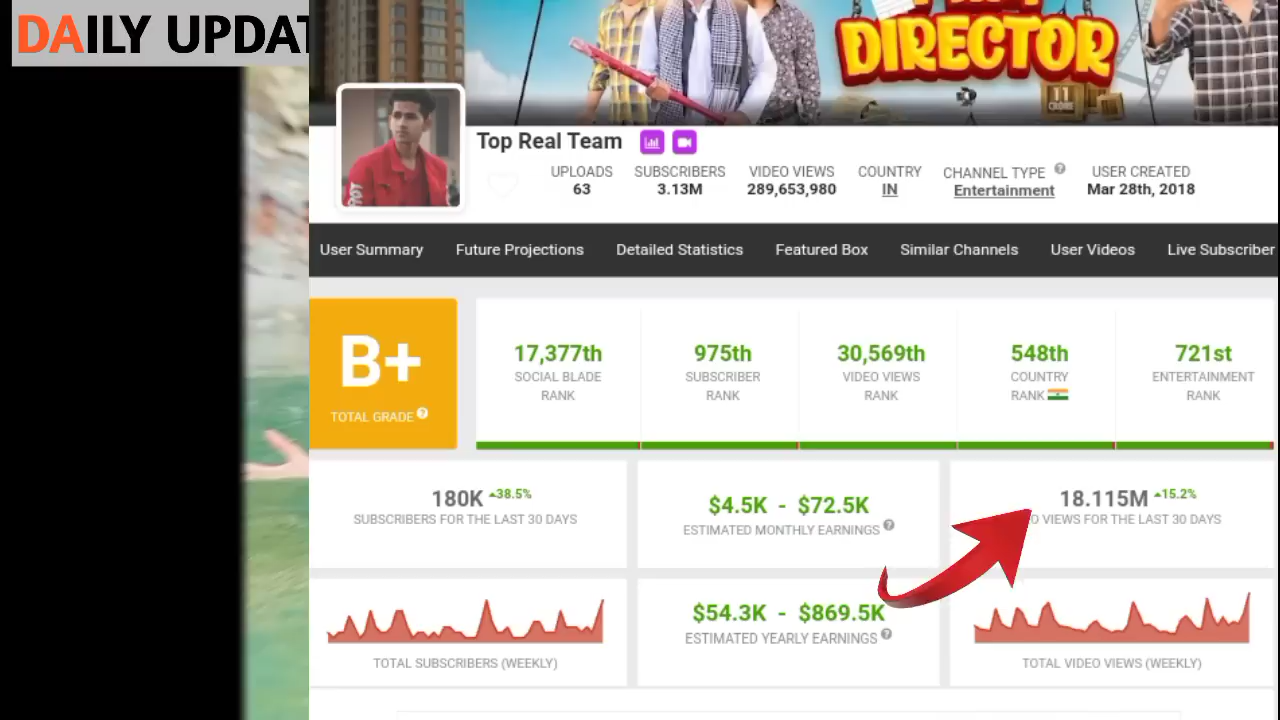 DAILY UPDAT
DIRECTOR
11
CRORE
Top Real Team
UPLOADS
63
SUBSCRIBERS
3.13M
VIDEO VIEWS
289,653,980
COUNTRY
IN
CHANNEL TYPE
Entertainment
USER CREATED
Mar 28th, 2018
User Summary
Future Projections
Detailed Statistics
Featured Box
Similar Channels
User Videos
Live Subscriber
B+
TOTAL GRADE
17,377th
SOCIAL BLADE
RANK
975th
SUBSCRIBER
RANK
30,569th
VIDEO VIEWS
RANK
548th
COUNTRY
RANK
721st
ENTERTAINMENT
RANK
180K 38.5%
SUBSCRIBERS FOR THE LAST 30 DAYS
$4.5K - $72.5K
ESTIMATED MONTHLY EARNINGS
18.115M 15.2%
O VIEWS FOR THE LAST 30 DAYS
TOTAL SUBSCRIBERS (WEEKLY)
$54.3K - $869.5K
ESTIMATED YEARLY EARNINGS
TOTAL VIDEO VIEWS (WEEKLY)